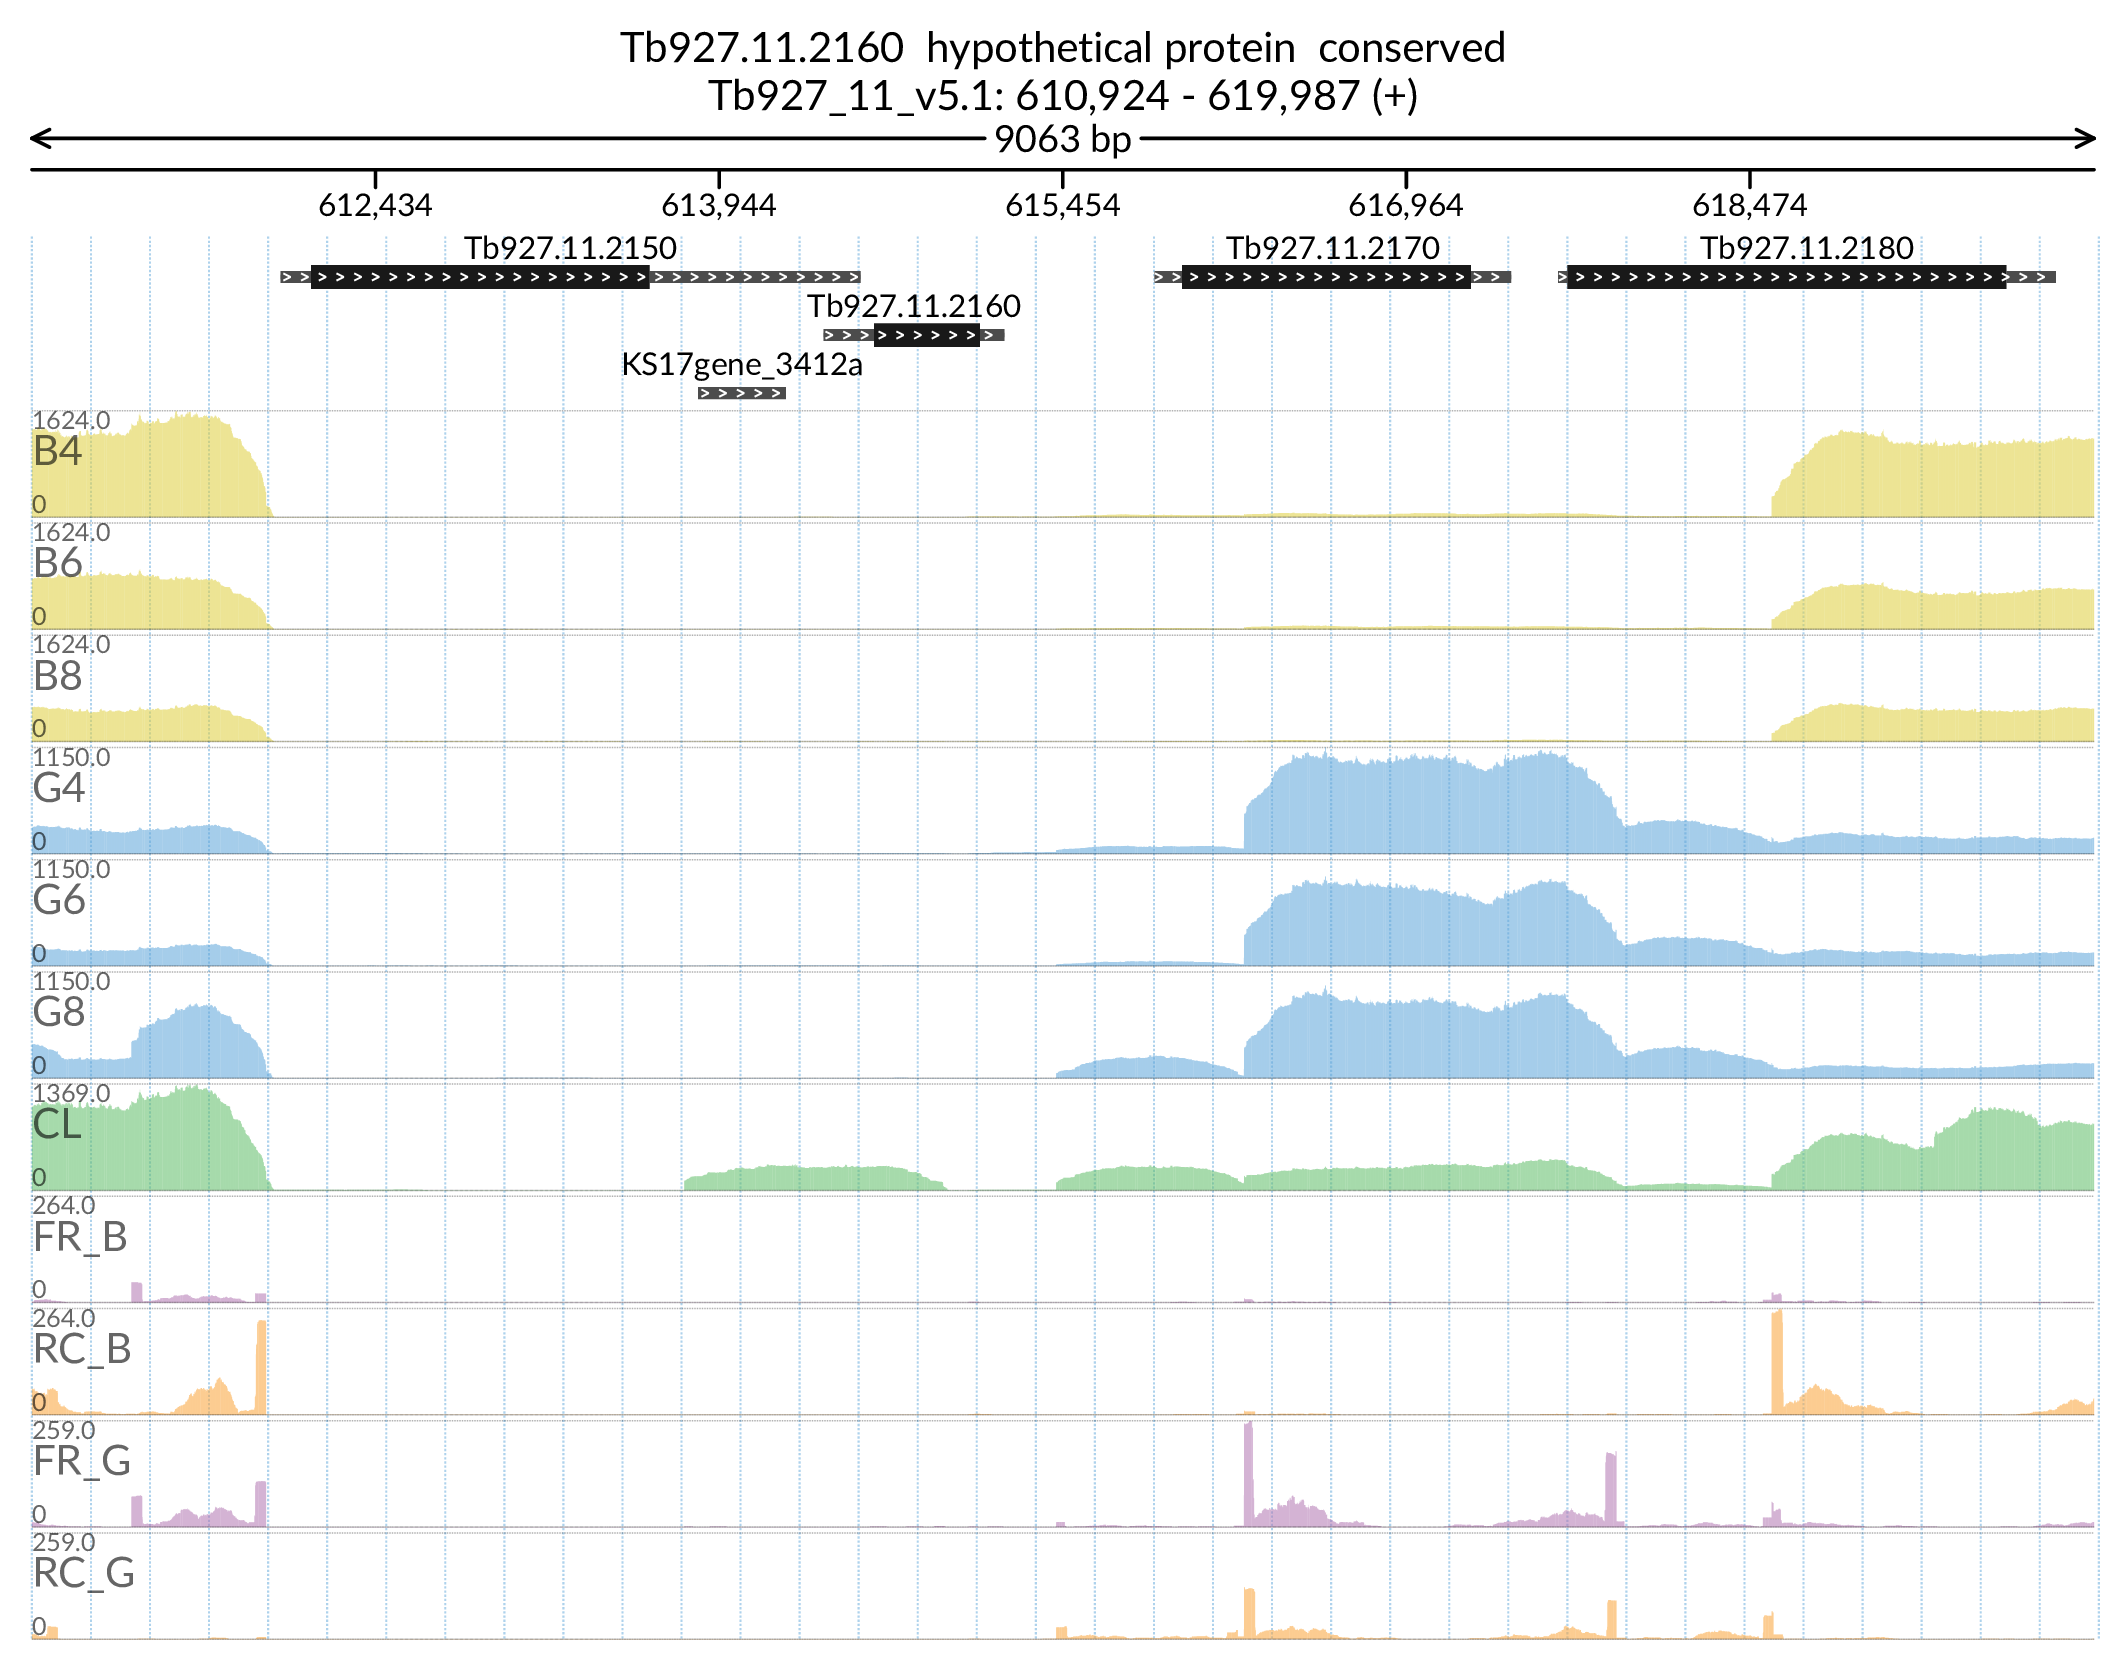 Tb927.11.2160 hypothetical protein conserved
Tb927_11_v5.1: 610,924 - 619,987 (+)
9063 bp
612,434 613,944 615,454 616,964 618,474
Tb927.11.2150 Tb927.11.2170 Tb927.11.2180
Tb927.11.2160
KS17gene_3412a
1624.0
B4
0
1624.0
B6
0
1624.0
B8
0
1150.0
G4
0
1150.0
G6
0
1150.0
G8
0
1369.0
CL
0
264.0
FR_B
0
264.0
RC_B
0
259.0
FR_G
0
259.0
RC_G
0